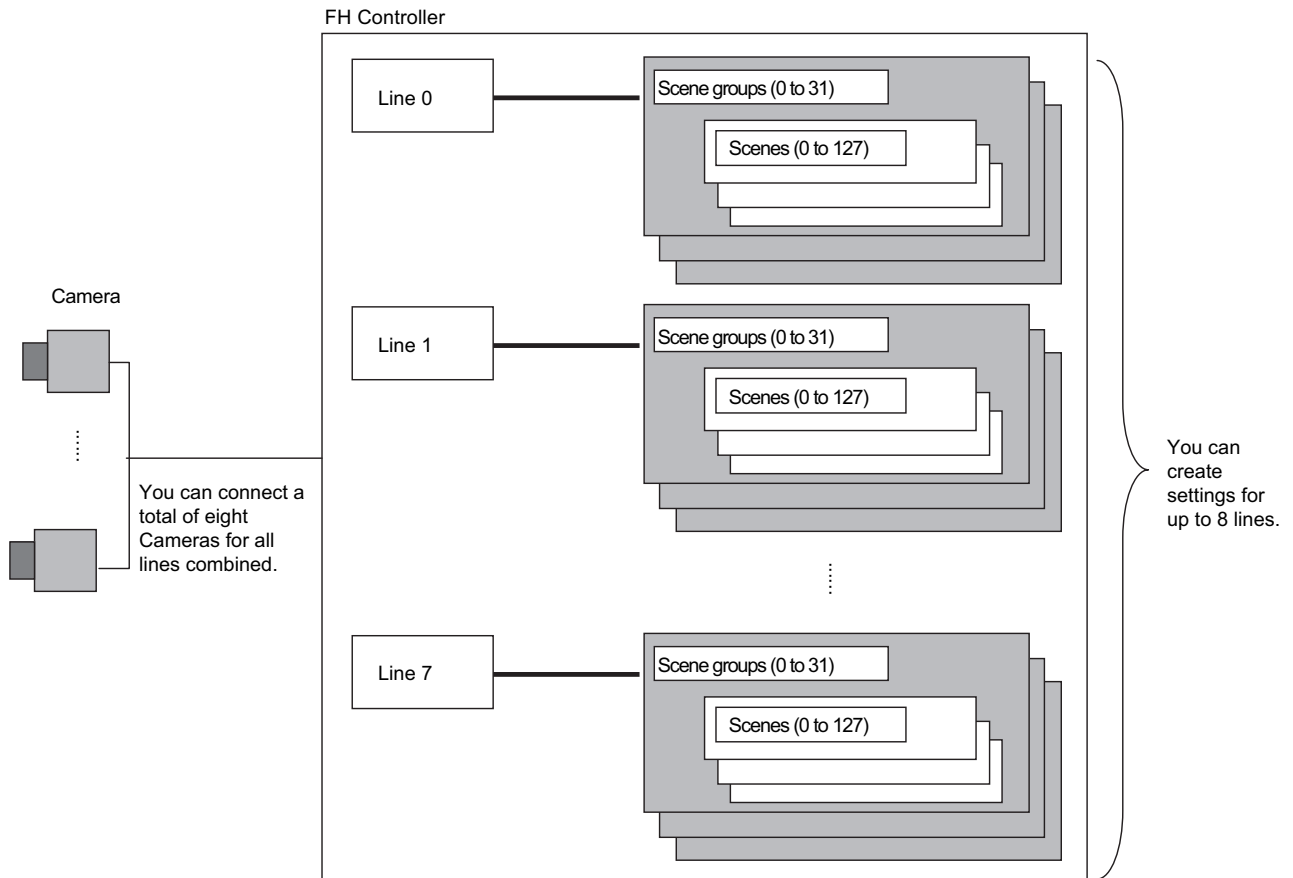 FH Controller
Line 0
Scene groups (0 to 31)
Scenes (0 to 127)
Camera
Line 1
Scene groups (0 to 31)
Scenes (0 to 127)
You can connect a
total of eight
Cameras for all
lines combined.
You can
create
settings for
up to 8 lines.
Line 7
Scene groups (0 to 31)
Scenes (0 to 127)